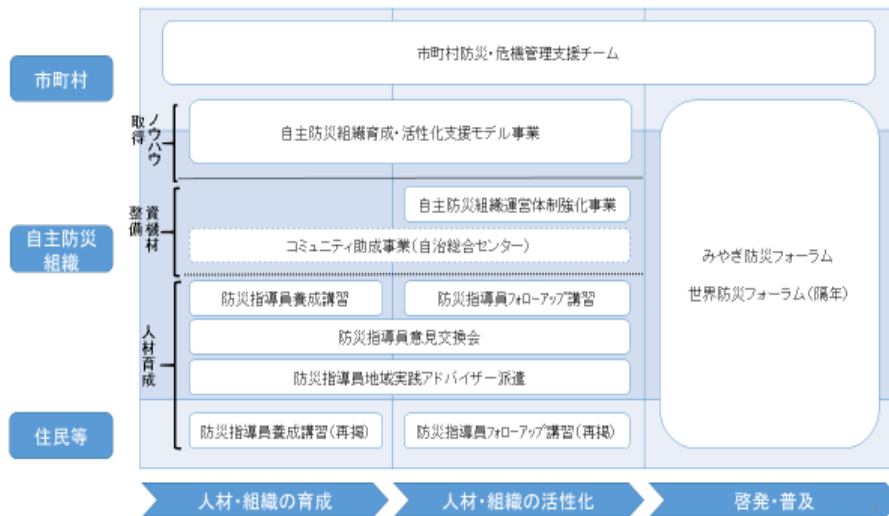 市町村
市町村防災・危機管理支援チーム
ノウハウ
取得
自主防災組織育成・活性化支援モデル事業
自主防災
組織
資機材
整備
自主防災組織運営体制強化事業
コミュニティ助成事業(自治総合センター)
人材育成
防災指導員養成講習
防災指導員フォローアップ講習
防災指導員意見交換会
防災指導員地域実践アドバイザー派遣
みやぎ防災フォーラム
世界防災フォーラム(隔年)
住民等
防災指導員養成講習(再掲)
防災指導員フォローアップ講習(再掲)
人材・組織の育成
人材・組織の活性化
啓発・普及